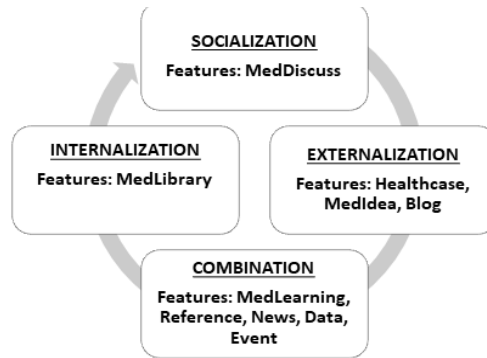 SOCIALIZATION
Features: MedDiscuss
INTERNALIZATION
Features: MedLibrary
EXTERNALIZATION
Features: Healthcase,
MedIdea, Blog
COMBINATION
Features: MedLearning,
Reference, News, Data,
Event